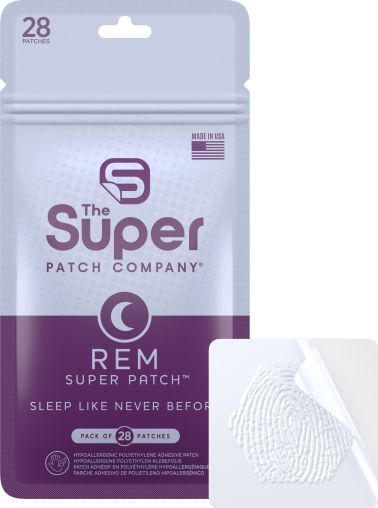 28
PATCHES
MADE IN USA
The
Super
PATCH COMPANY®
REM
SUPER PATCH™
SLEEP LIKE NEVER BEFOR
PACK OF 28 PATCHES
HYPOALLERGENIC POLYETHYLENE ADHESIVE PATCH
HYPOALLERGENE POLYETHYLEN KLEBEFOLIE
PATCH ADHÉSIF EN POLYÉTHYLÈNE HYPOALLERGÉNIQUE
PARCHE ADHESIVO DE POLIETILENO HIPOALERGÉNICO